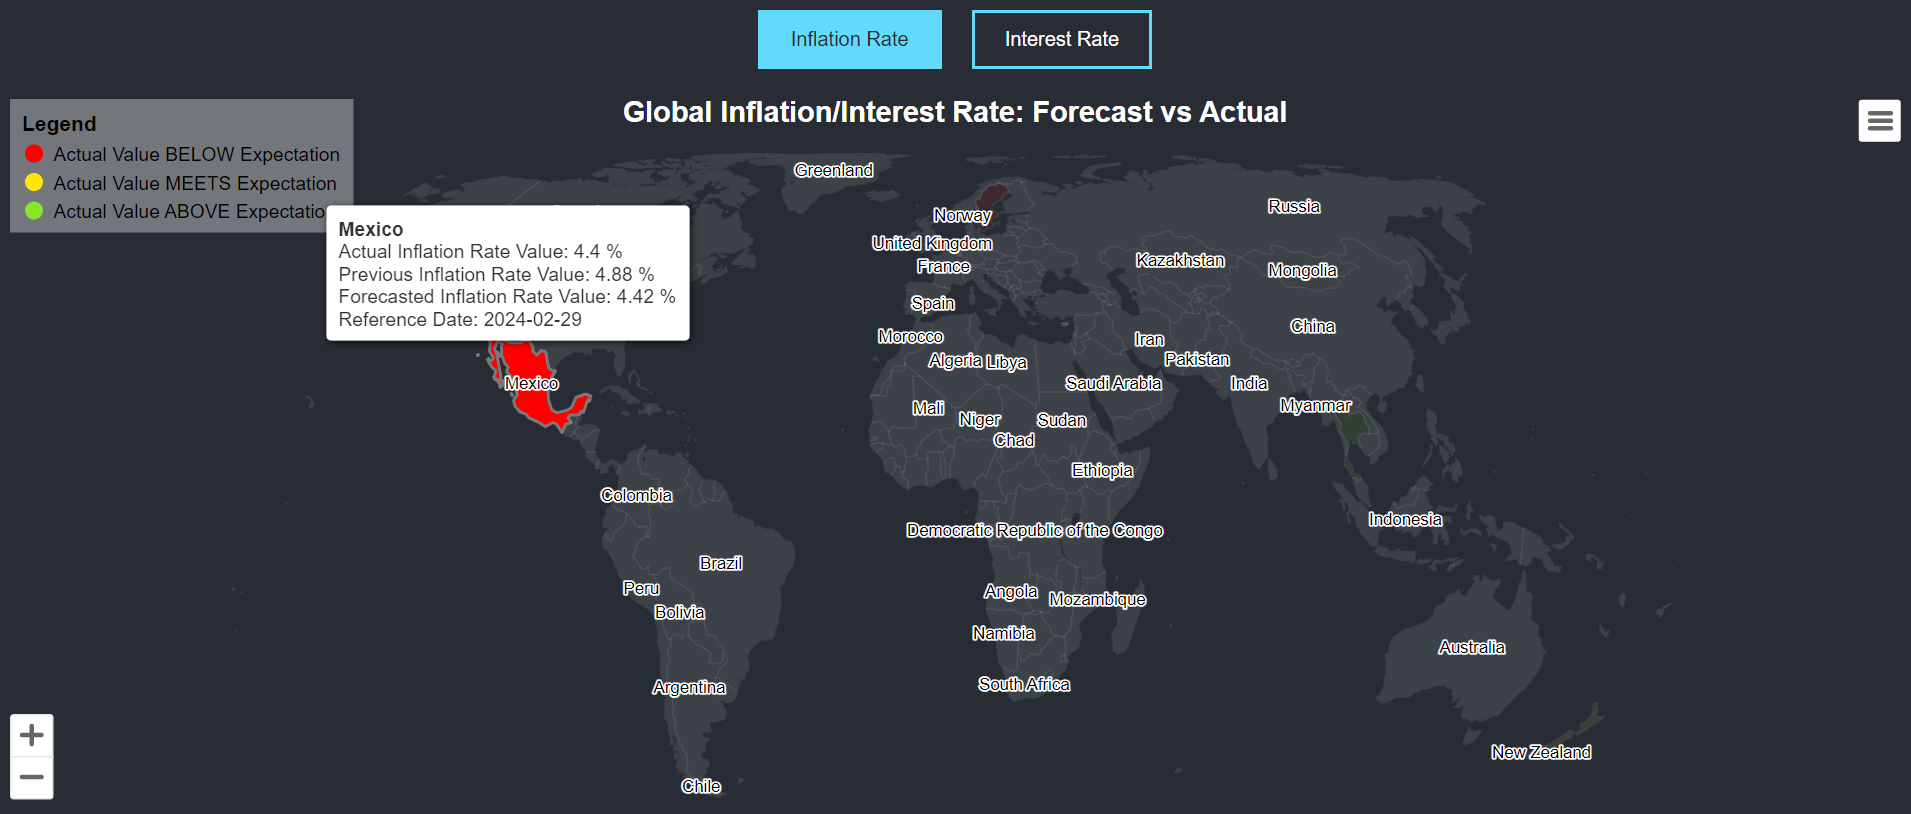 Inflation Rate
Interest Rate
Global Inflation/Interest Rate: Forecast vs Actual
Legend
Actual Value BELOW Expectation
Actual Value MEETS Expectation
Actual Value ABOVE
Mexico
Actual Inflation Rate Value: 4.4 %
Previous Inflation Rate Value: 4.88 %
Forecasted Inflation Rate Value: 4.42 %
Reference Date: 2024-02-29
Greenland
Russia
Norway
United Kingdom
Kazakhstan
France
Mongolia
Spain
China
Morocco
Iran
Algeria
Libya
Pakistan
Mexico
Saudi Arabia
India
Myanmar
Mali
Niger
Sudan
Chad
Ethiopia
Colombia
Indonesia
Democratic Republic of the Congo
Brazil
Peru
Angola
Mozambique
Bolivia
Namibia
Australia
South Africa
Argentina
New Zealand
Chile